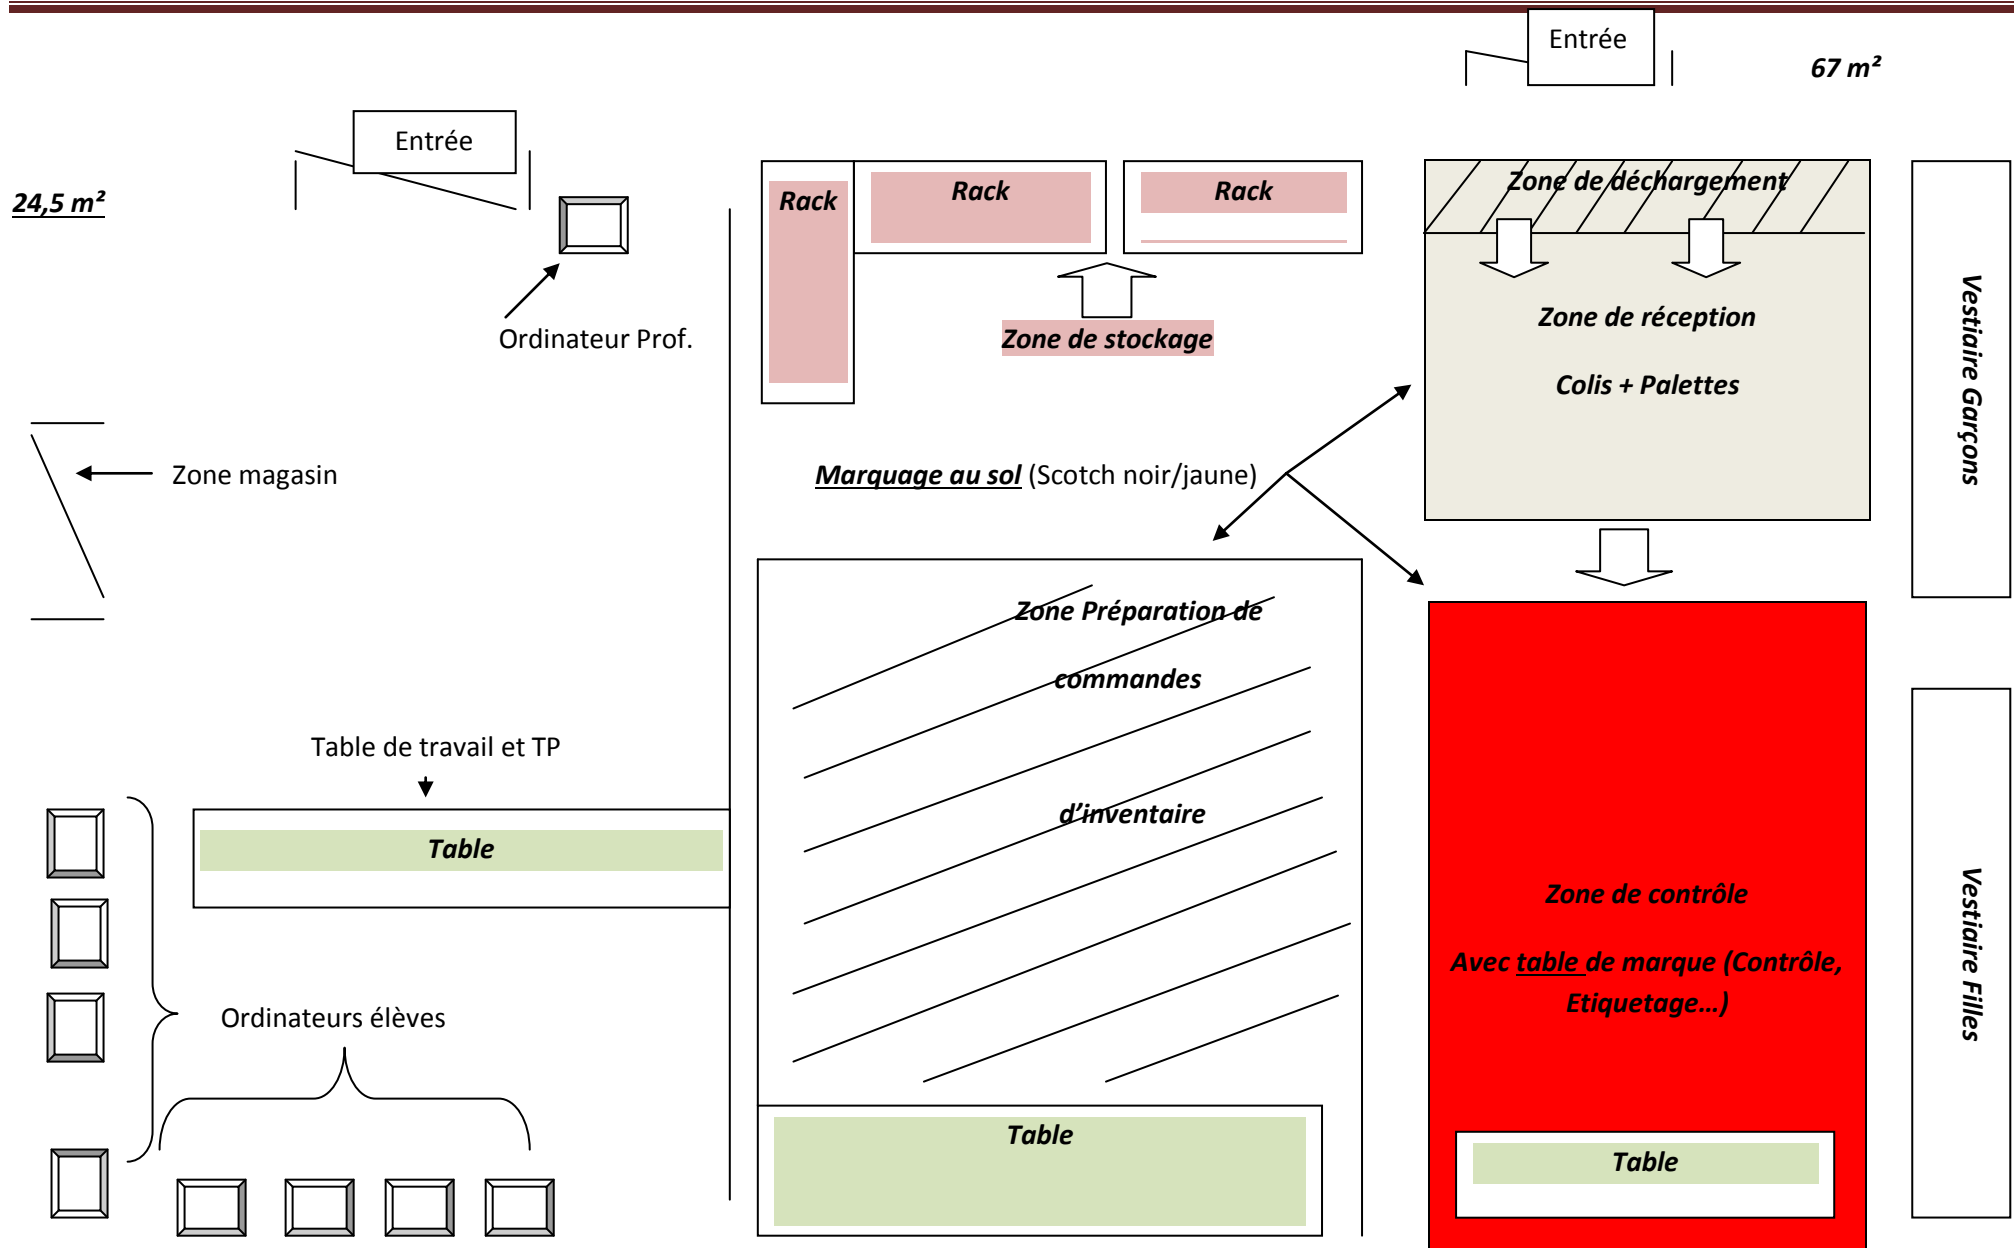 Entrée
67 m²
Entrée
24,5 m²
Rack
Rack
Rack
Zone de déchargement
Ordinateur Prof.
Zone de stockage
Zone de réception
Colis + Palettes
Vestiaire Garçons
Zone magasin
Marquage au sol (Scotch noir/jaune)
Zone Préparation de
commandes
d’inventaire
Table de travail et TP
Table
Ordinateurs élèves
Zone de contrôle
Avec table de marque (Contrôle,
Etiquetage…)
Vestiaire Filles
Table
Table